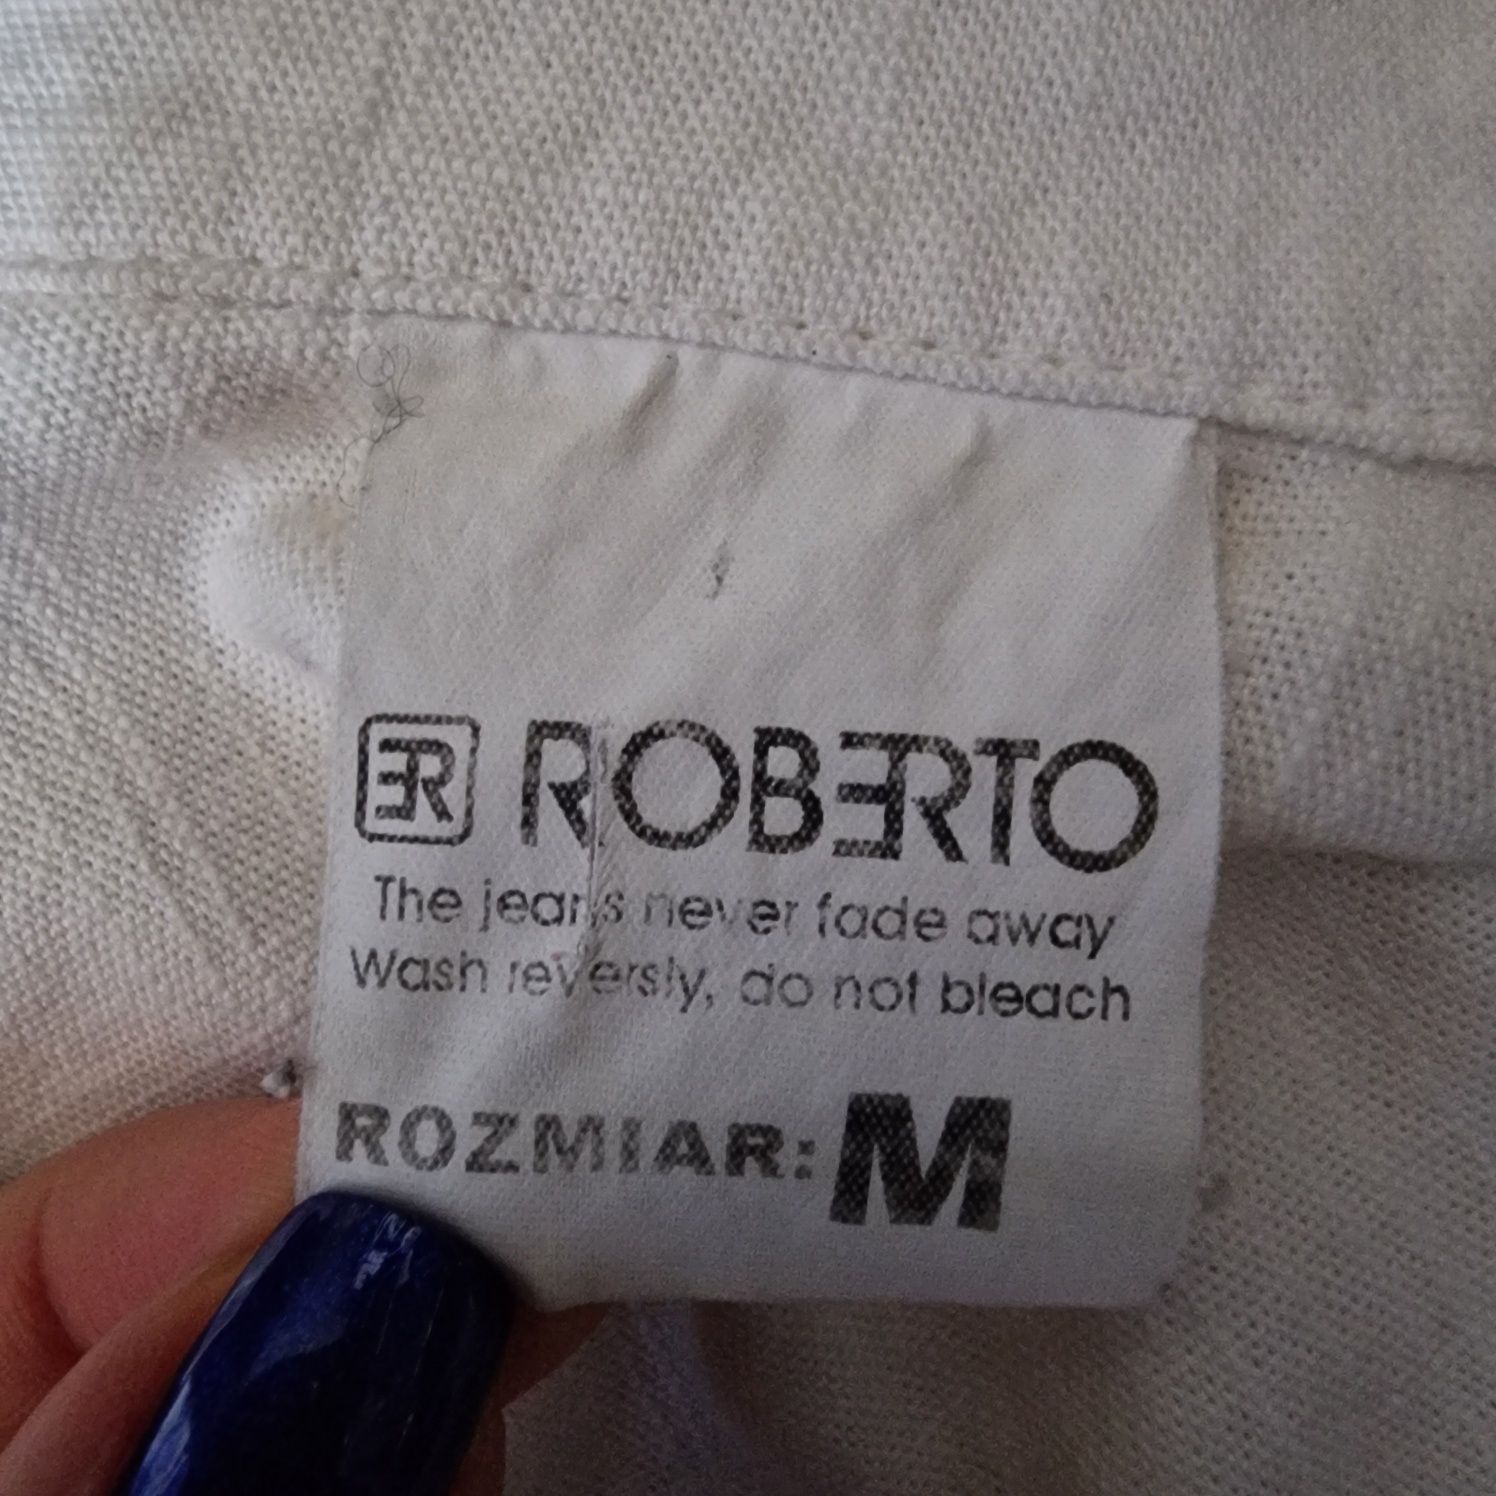 ER ROBERTO
The jeans never fade away
Wash reversly, do not bleach
ROZMIAR: M